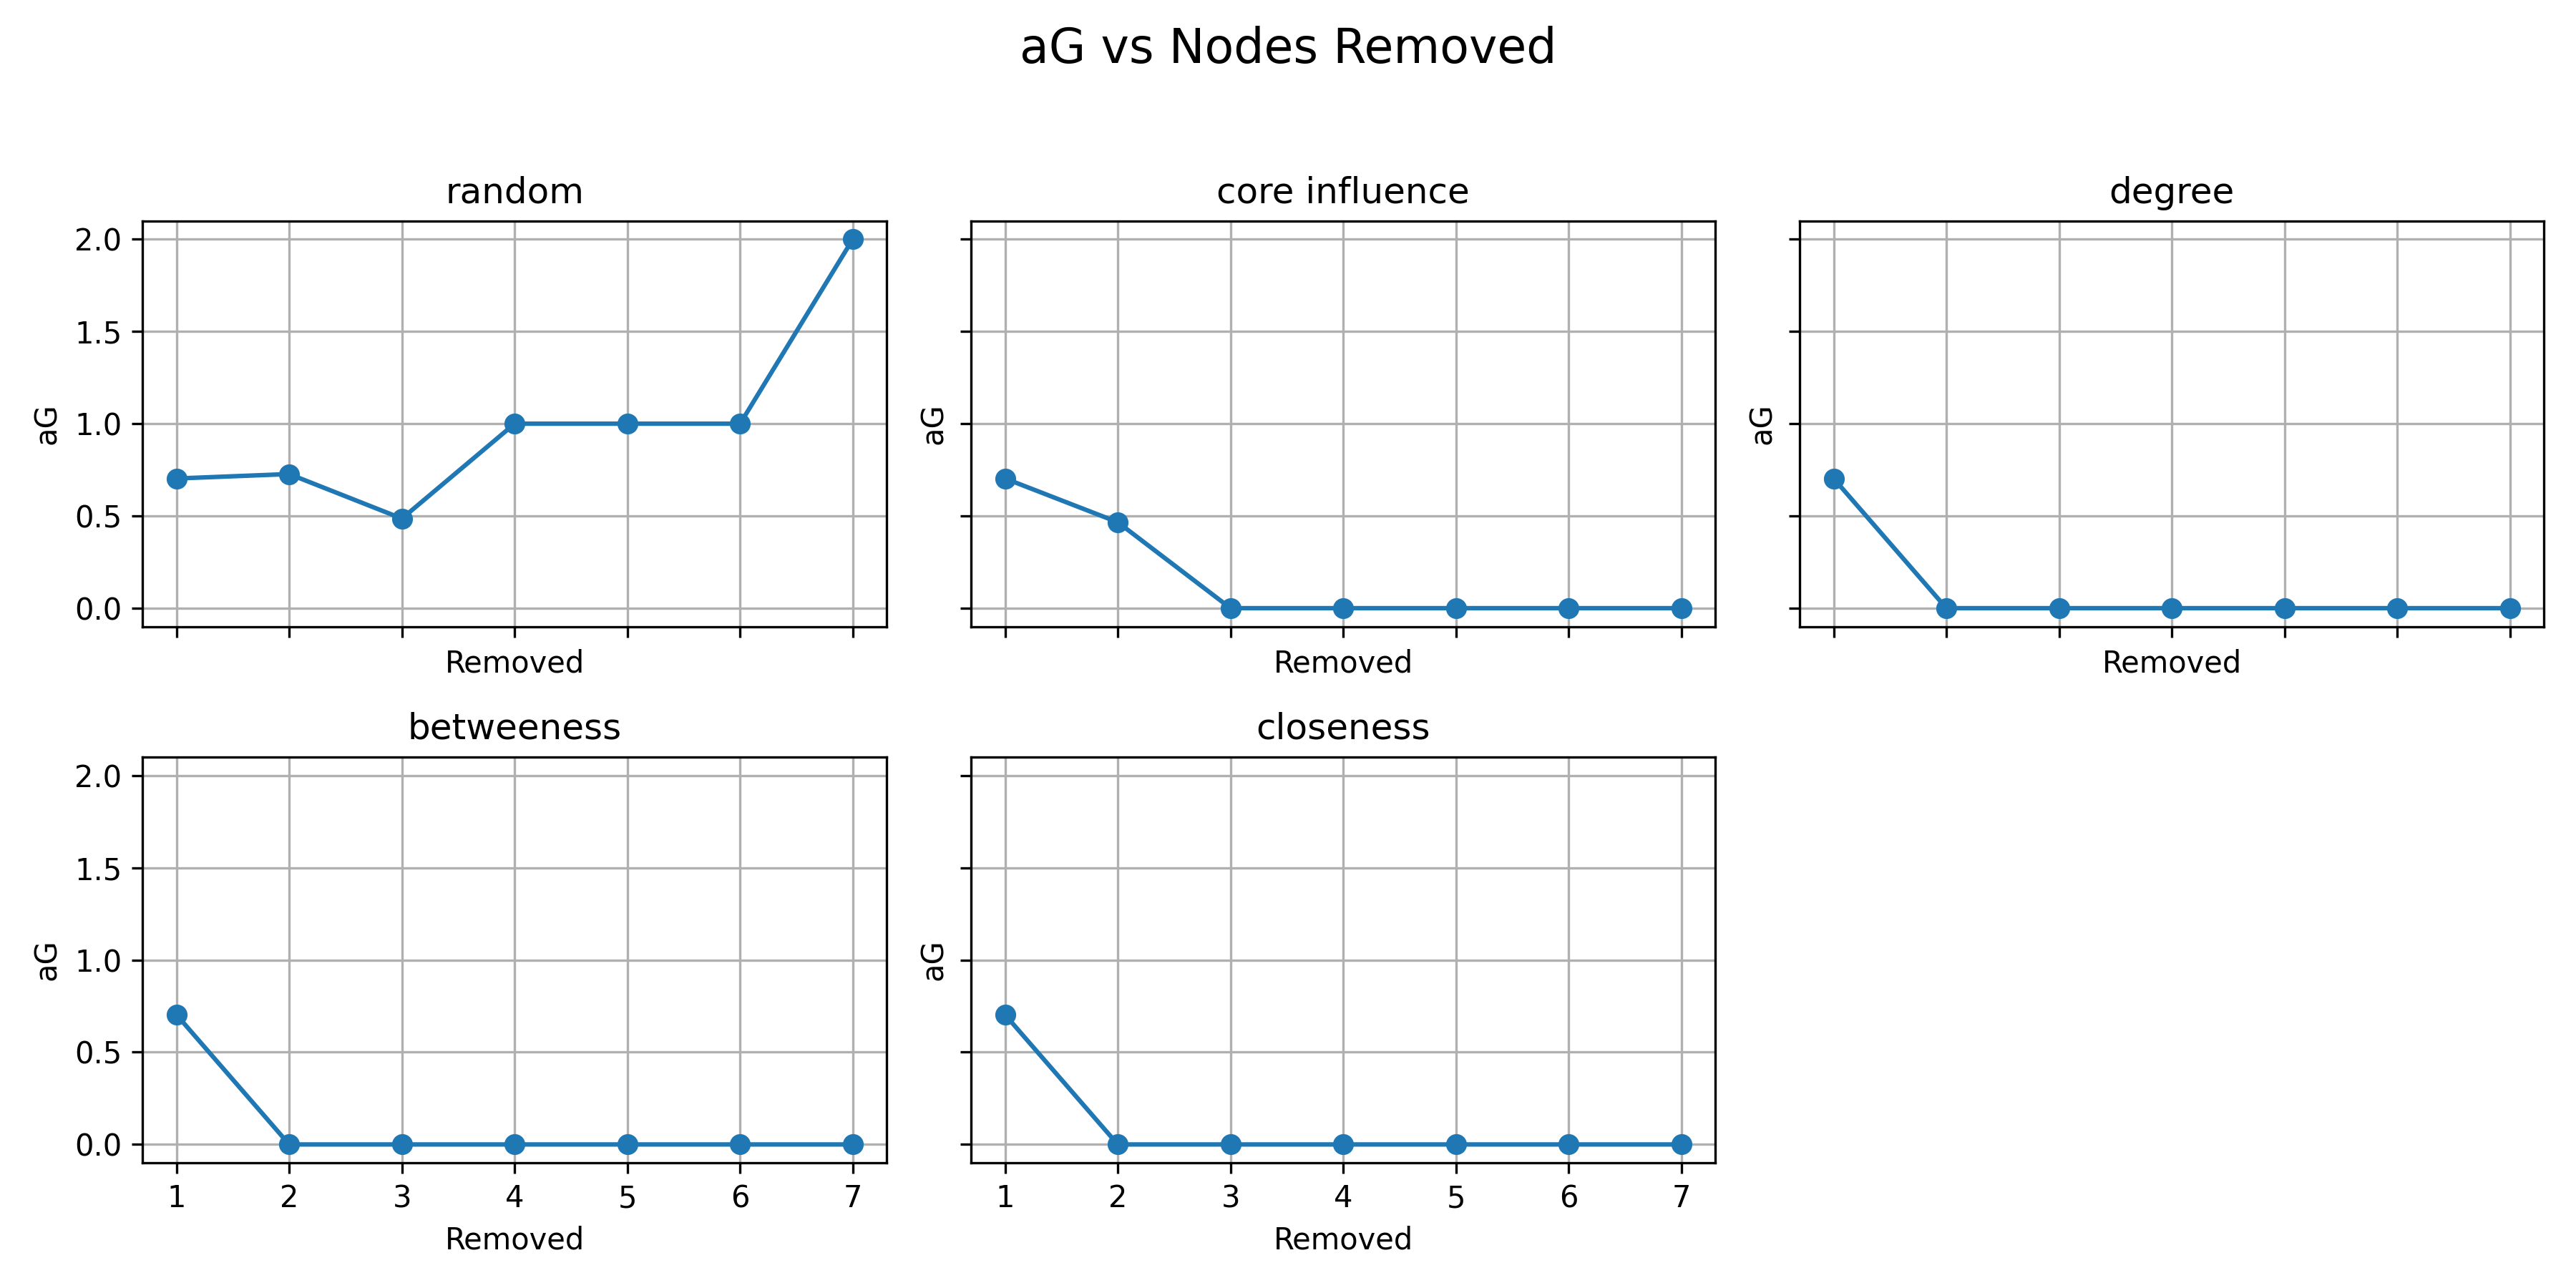 aG vs Nodes Removed
random
core influence
degree
2.0
1.5
1.0
0.5
0.0
aG
aG
aG
Removed
Removed
Removed
betweeness
closeness
2.0
1.5
1.0
0.5
0.0
aG
aG
1 2 3 4 5 6 7
1 2 3 4 5 6 7
Removed
Removed